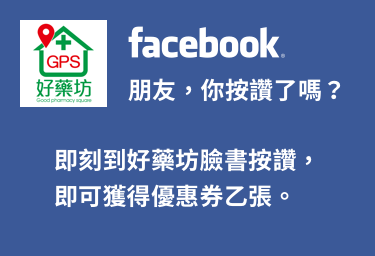 GPS
好藥坊
Good pharmacy square
facebook.
朋友，你按讚了嗎？
即刻到好藥坊臉書按讚，
即可獲得優惠券乙張。